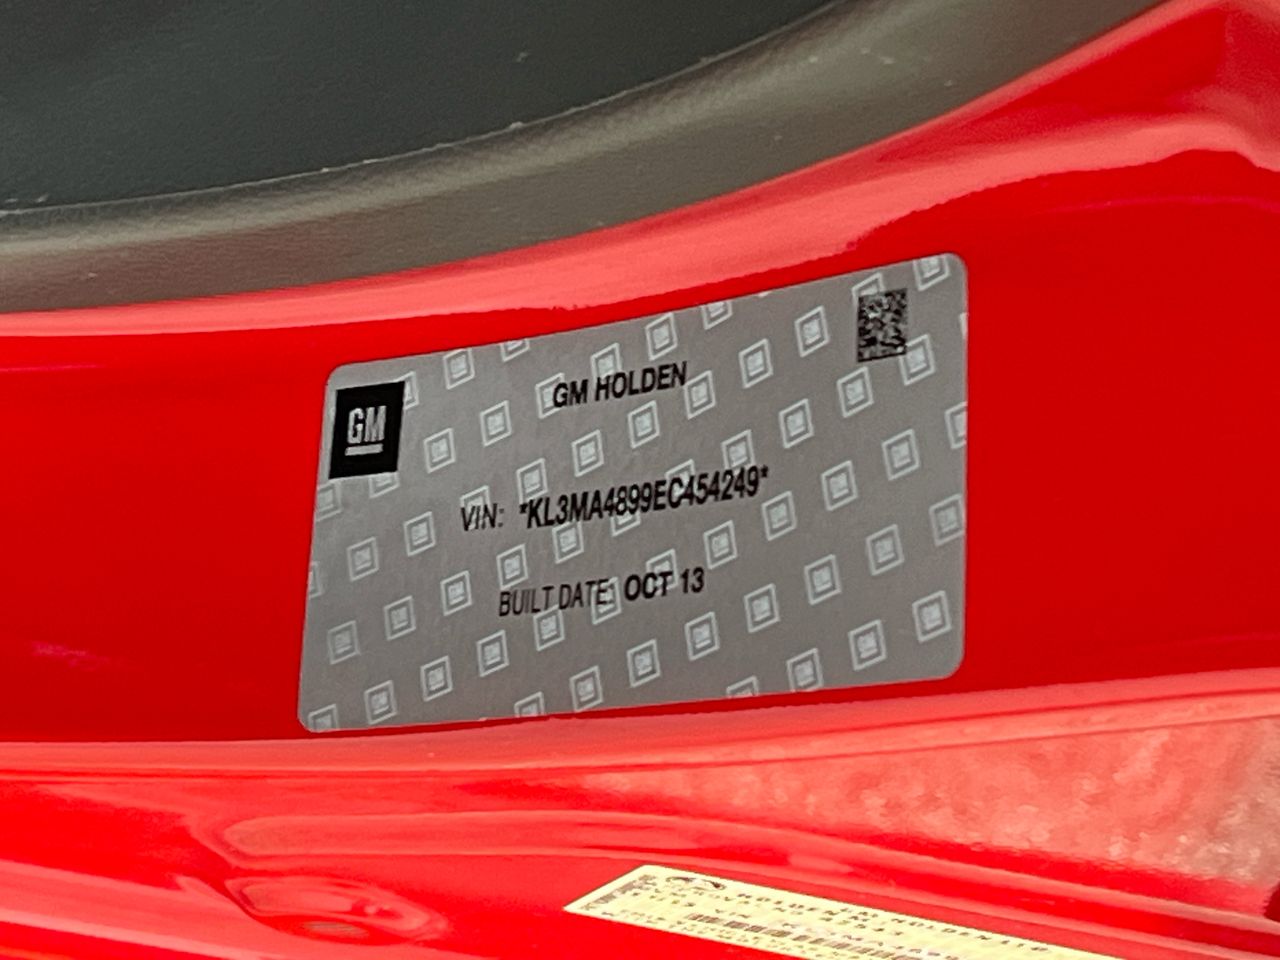 GM
GM HOLDEN
VIN: *KL3MA4899EC454249*
BUILT DATE: OCT 13